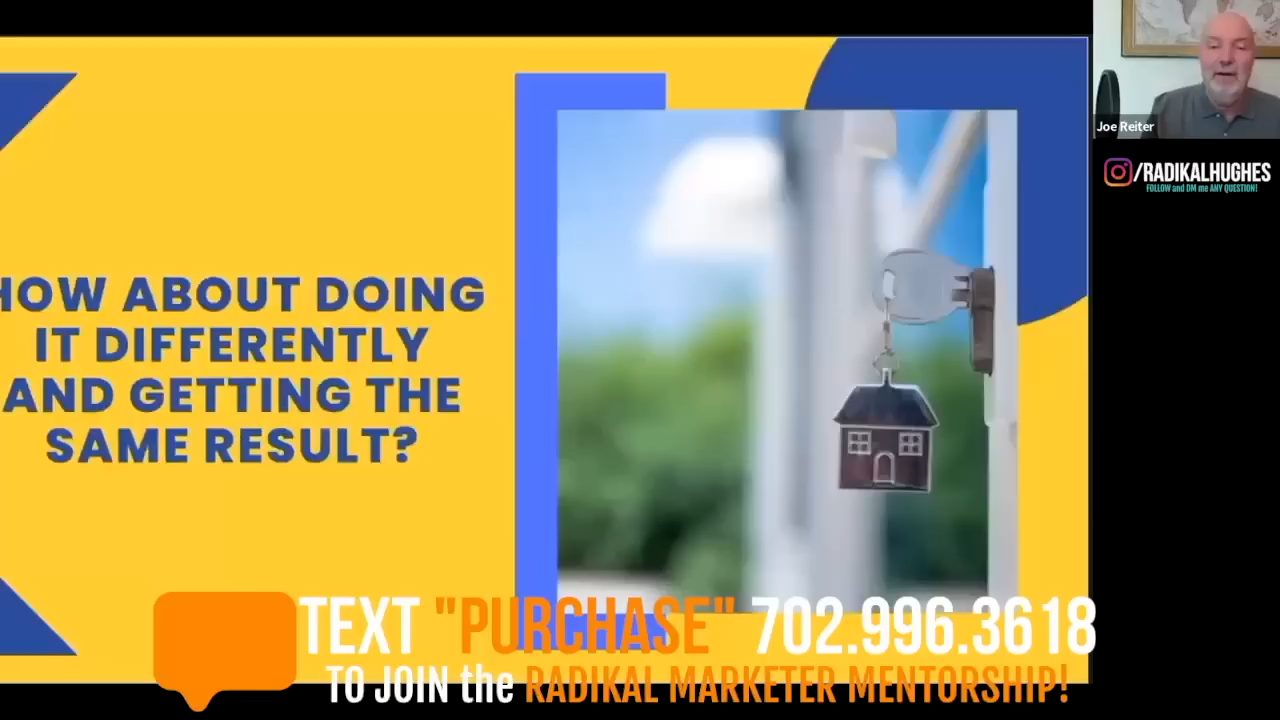 HOW ABOUT DOING
IT DIFFERENTLY
AND GETTING THE
SAME RESULT?
Joe Reiter
/RADIKALHUGHES
FOLLOW and DM me ANY QUESTION!
TEXT "PURCHASE" 702.996.3618
TO JOIN the RADIKAL MARKETER MENTORSHIP!